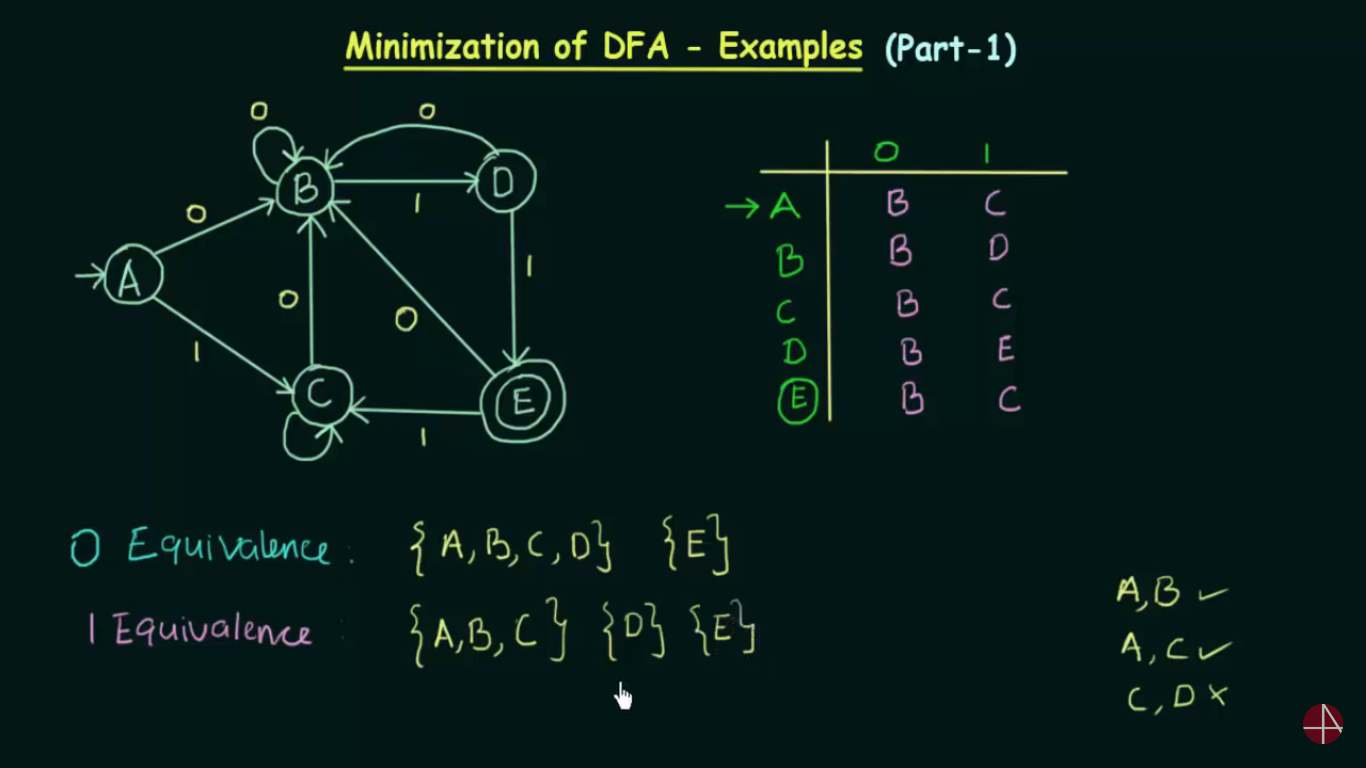 Minimization of DFA - Examples (Part-1)
0 0
B D
0 1
A 0 0 1
1 C E
1
0 1
→ A B C
B B D
C B C
D B E
E B C
0 Equivalence : {A, B, C, D} {E}
1 Equivalence : {A, B, C} {D} {E}
A, B ✓
A, C ✓
C, D ×